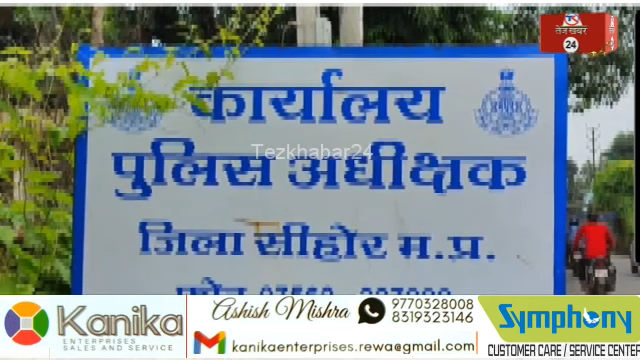 तेज खबर
24
कार्यालय
Tezkhabar24
पुलिस अधीक्षक
जिला सीहोर म.प्र.
Kanika
ENTERPRISES
SALES AND SERVICE
Ashish Mishra
9770328008
8319323146
kanikaenterprises.rewa@gmail.com
Symphony
CUSTOMER CARE / SERVICE CENTER